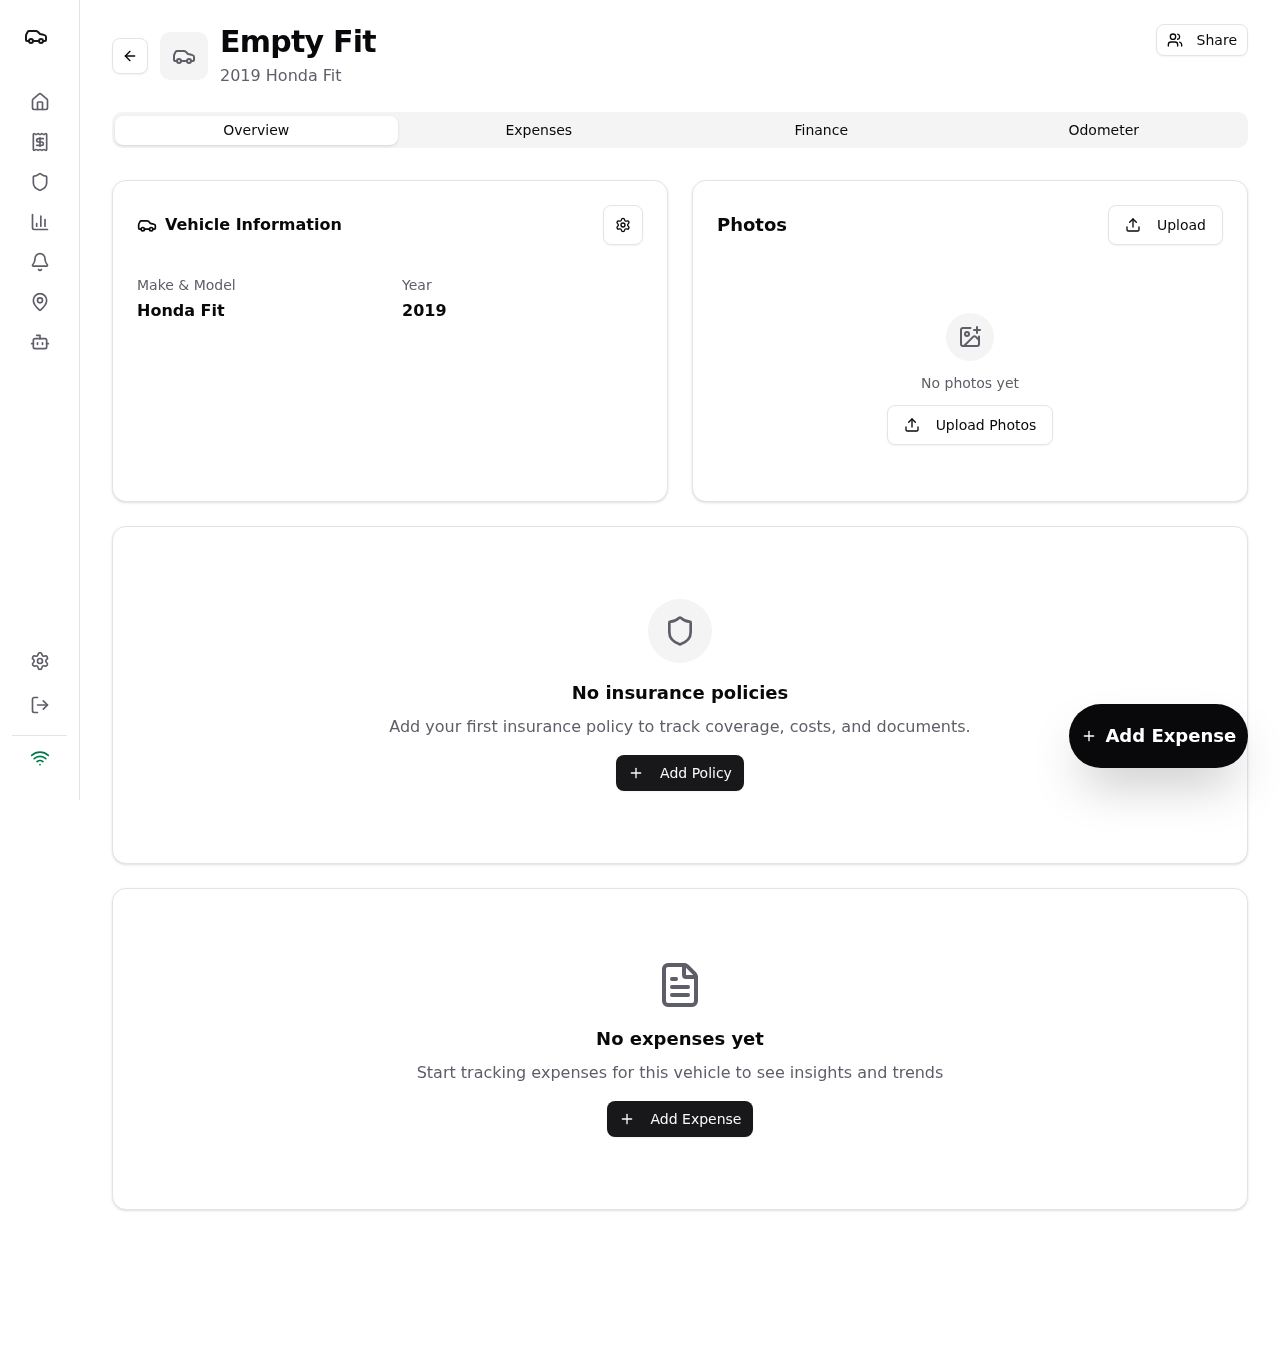 Empty Fit
2019 Honda Fit
Share
Overview
Expenses
Finance
Odometer
Vehicle Information
Make & Model
Honda Fit
Year
2019
Photos
Upload
No photos yet
Upload Photos
No insurance policies
Add your first insurance policy to track coverage, costs, and documents.
Add Policy
Add Expense
No expenses yet
Start tracking expenses for this vehicle to see insights and trends
Add Expense